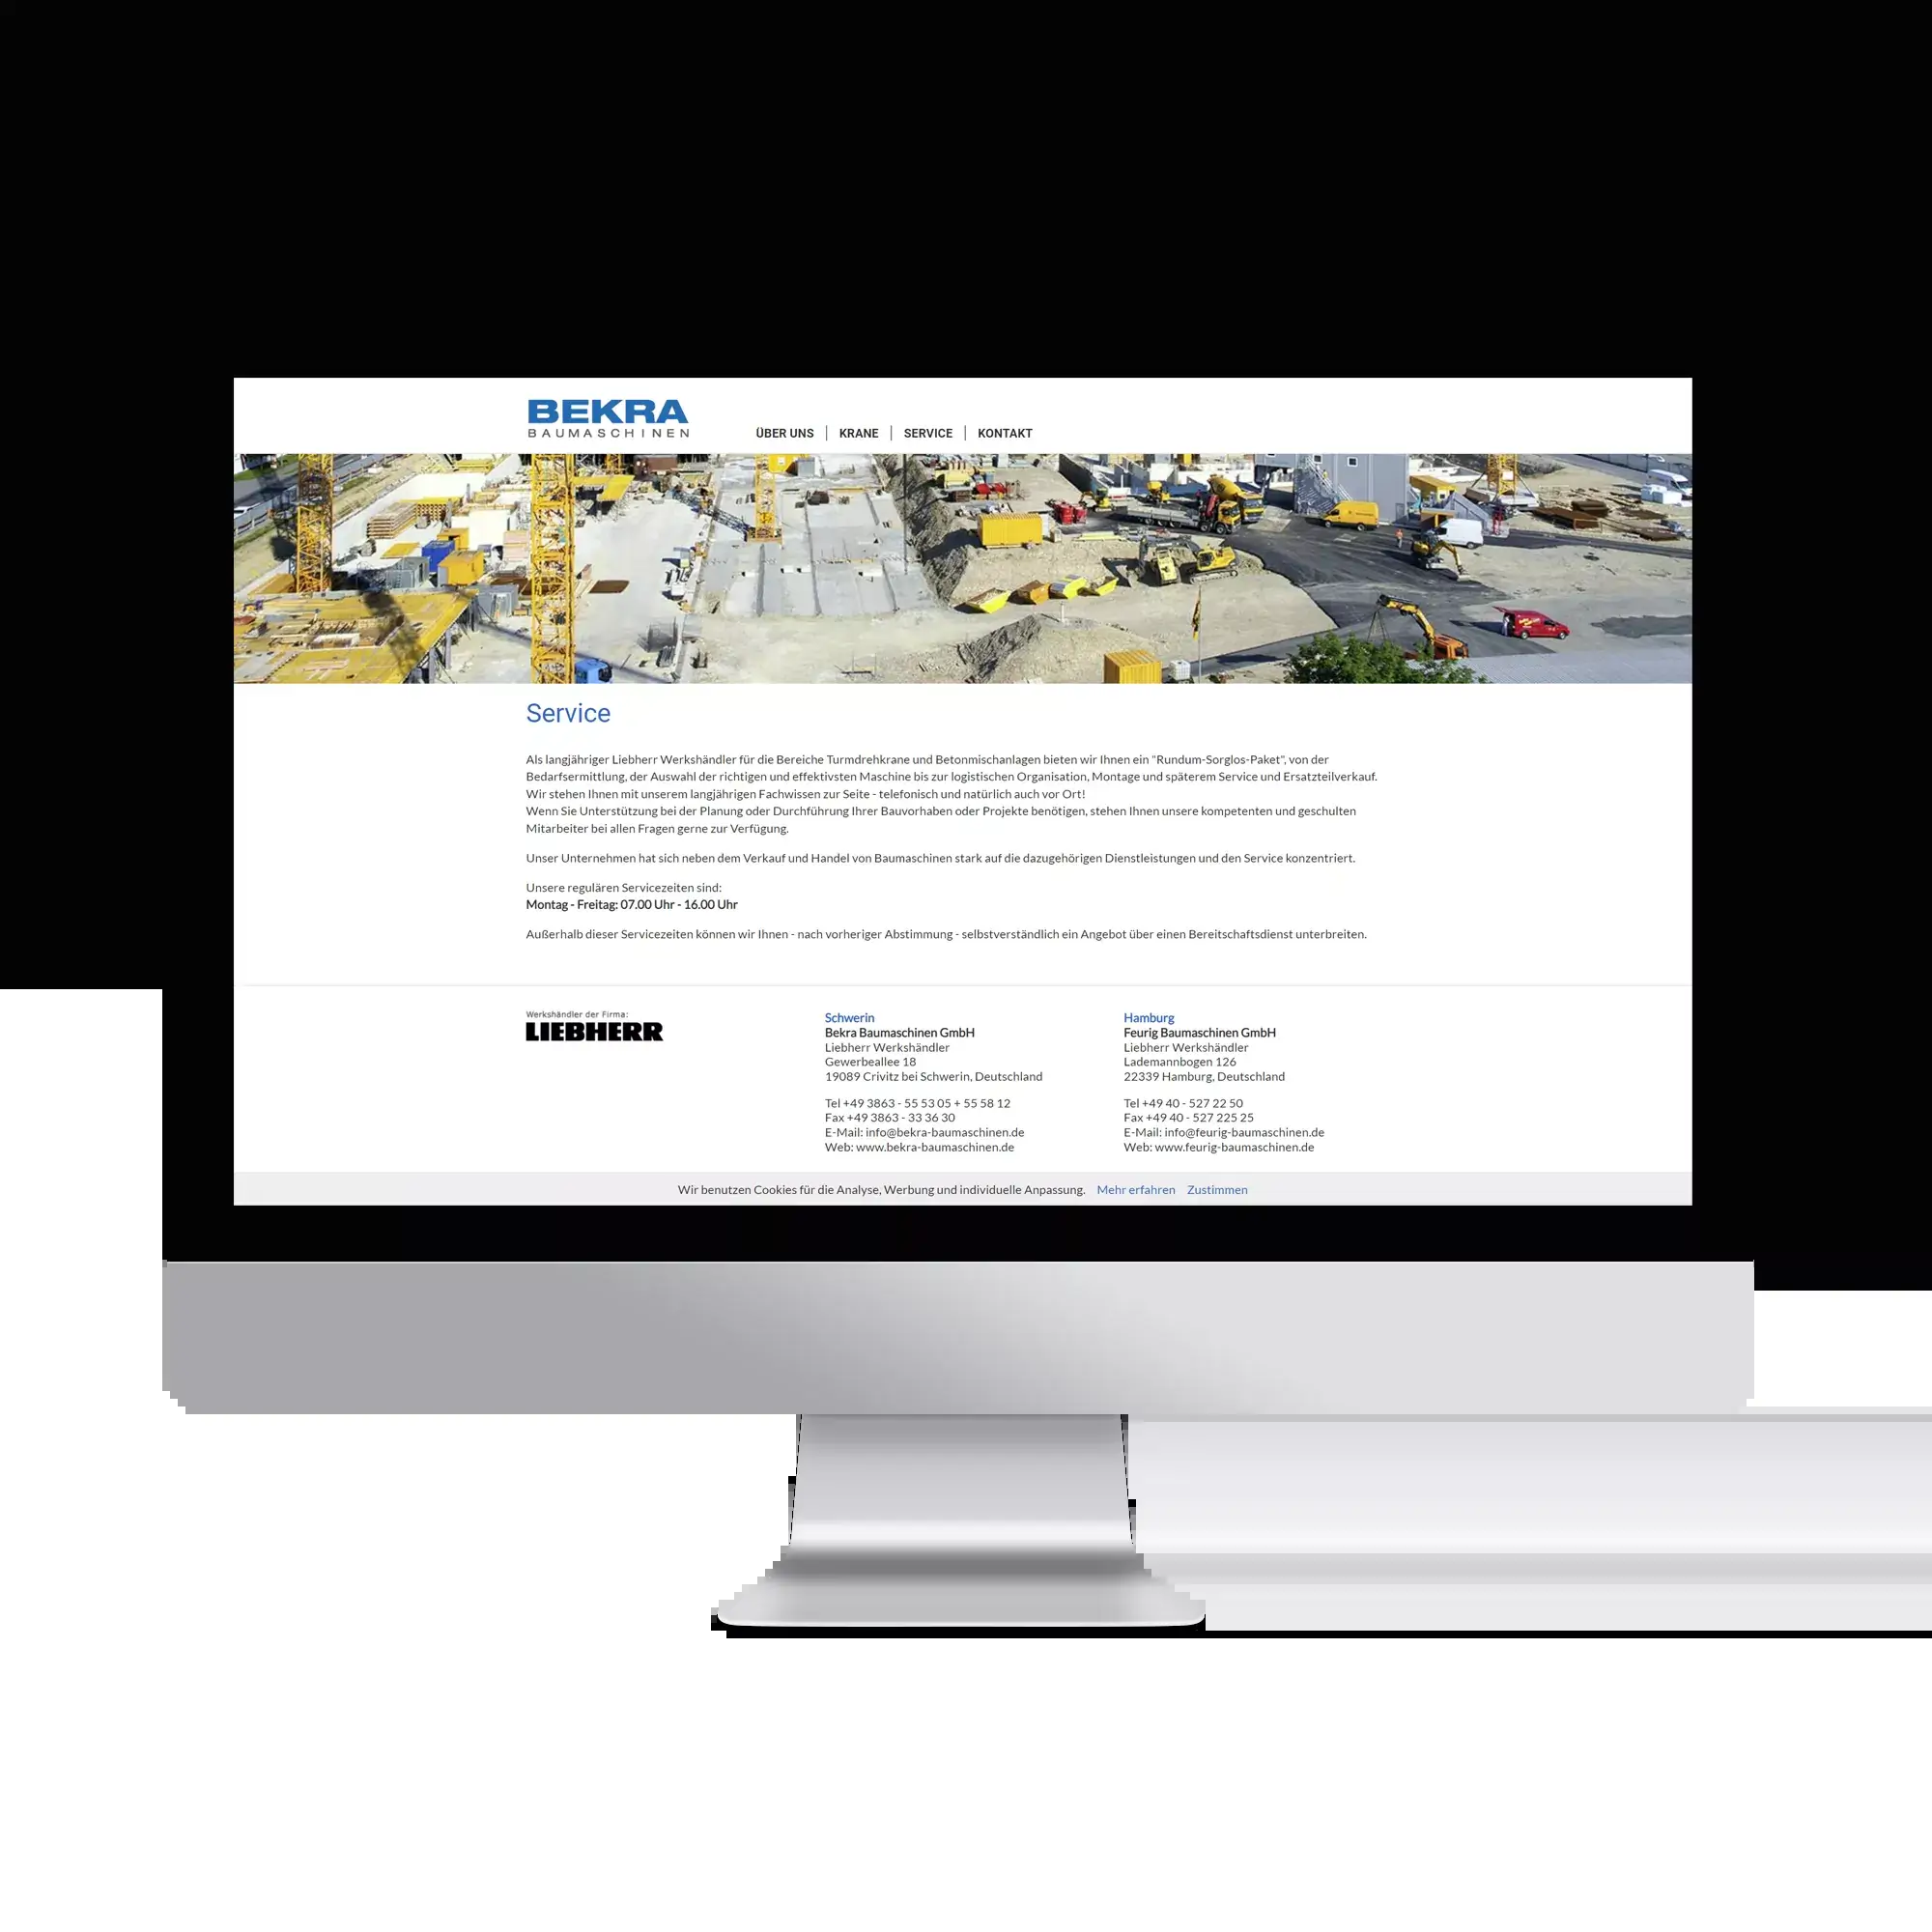 BEKRA
BAUMASCHINEN
ÜBER UNS
KRANE
SERVICE
KONTAKT
Service
Als langjähriger Liebherr Werkshändler für die Bereiche Turmdrehkrane und Betonmischanlagen bieten wir Ihnen ein "Rundum-Sorglos-Paket", von der
Bedarfsermittlung, der Auswahl der richtigen und effektivsten Maschine bis zur logistischen Organisation, Montage und späterem Service und Ersatzteilverkauf.
Wir stehen Ihnen mit unserem langjährigen Fachwissen zur Seite - telefonisch und natürlich auch vor Ort!
Wenn Sie Unterstützung bei der Planung oder Durchführung Ihrer Bauvorhaben oder Projekte benötigen, stehen Ihnen unsere kompetenten und geschulten
Mitarbeiter bei allen Fragen gerne zur Verfügung.
Unser Unternehmen hat sich neben dem Verkauf und Handel von Baumaschinen stark auf die dazugehörigen Dienstleistungen und den Service konzentriert.
Unsere regulären Servicezeiten sind:
Montag - Freitag: 07.00 Uhr - 16.00 Uhr
Außerhalb dieser Servicezeiten können wir Ihnen - nach vorheriger Abstimmung - selbstverständlich ein Angebot über einen Bereitschaftsdienst unterbreiten.
Werkshändler der Firma:
LIEBHERR
Schwerin
Bekra Baumaschinen GmbH
Liebherr Werkshändler
Gewerbeallee 18
19089 Crivitz bei Schwerin, Deutschland
Tel +49 3863 - 55 53 05 + 55 58 12
Fax +49 3863 - 33 36 30
E-Mail: info@bekra-baumaschinen.de
Web: www.bekra-baumaschinen.de
Hamburg
Feurig Baumaschinen GmbH
Liebherr Werkshändler
Lademannbogen 126
22339 Hamburg, Deutschland
Tel +49 40 - 527 22 50
Fax +49 40 - 527 225 25
E-Mail: info@feurig-baumaschinen.de
Web: www.feurig-baumaschinen.de
Wir benutzen Cookies für die Analyse, Werbung und individuelle Anpassung. Mehr erfahren Zustimmen